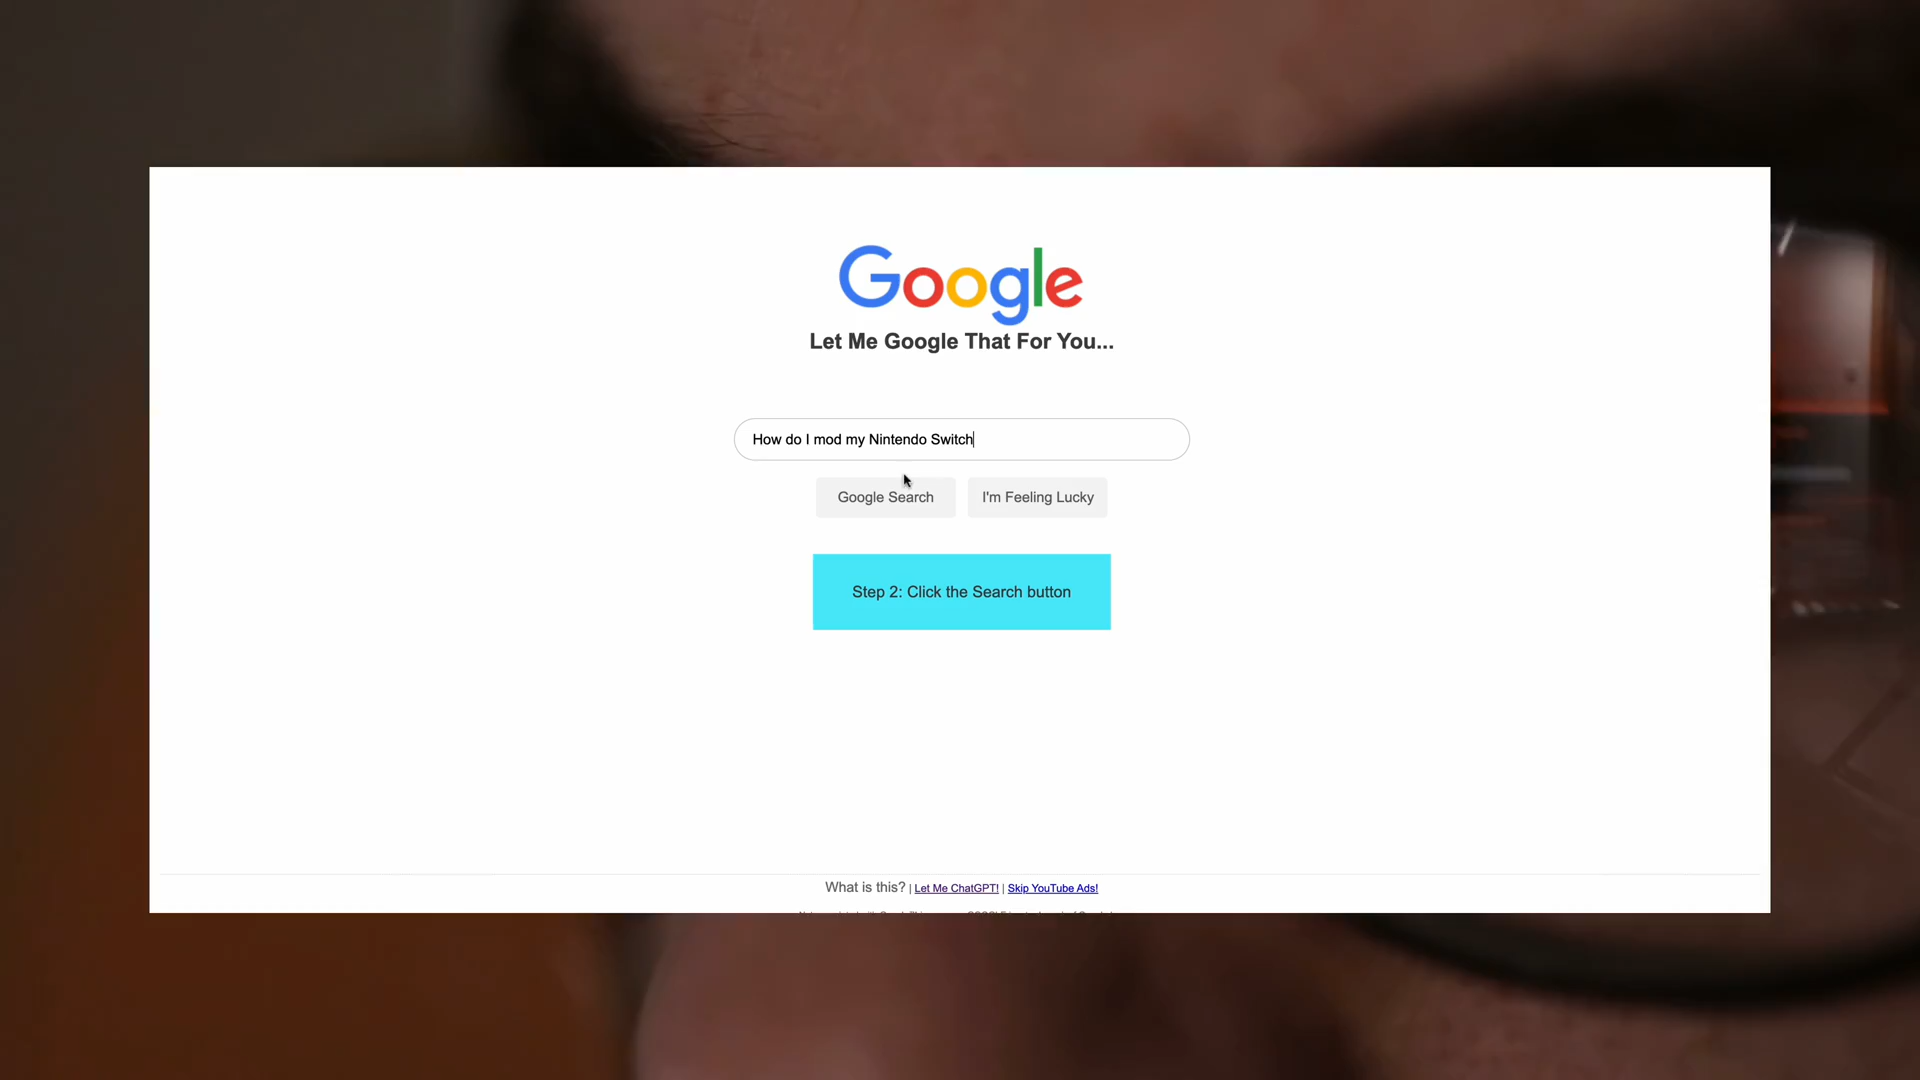 Google
Let Me Google That For You...
How do I mod my Nintendo Switch
Google Search
I'm Feeling Lucky
Step 2: Click the Search button
What is this? | Let Me ChatGPT! | Skip YouTube Ads!